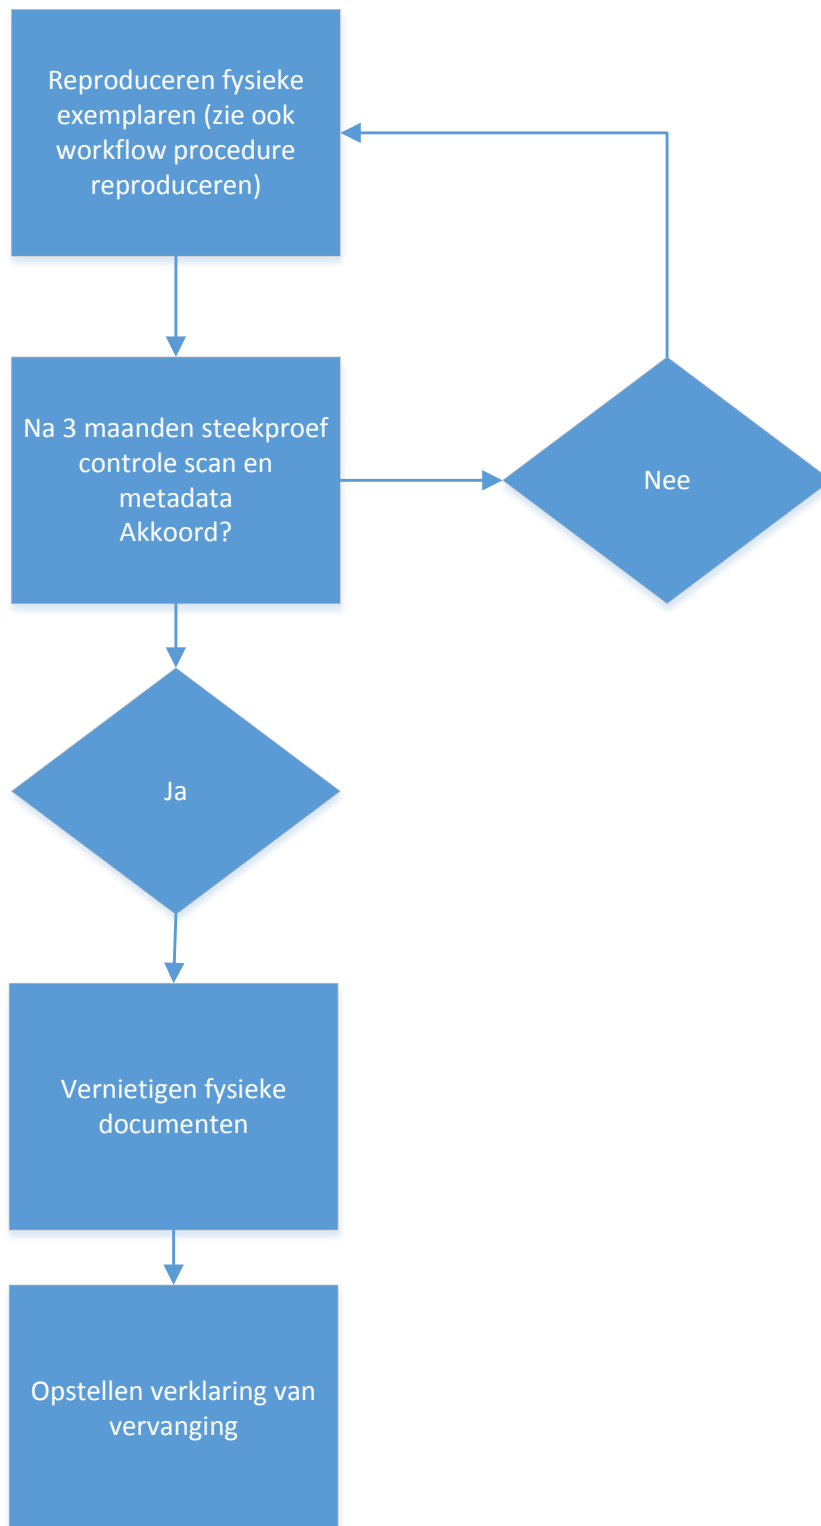 Reproduceren fysieke
exemplaren (zie ook
workflow procedure
reproduceren)
Na 3 maanden steekproef
controle scan en
metadata
Akkoord?
Nee
Ja
Vernietigen fysieke
documenten
Opstellen verklaring van
vervanging